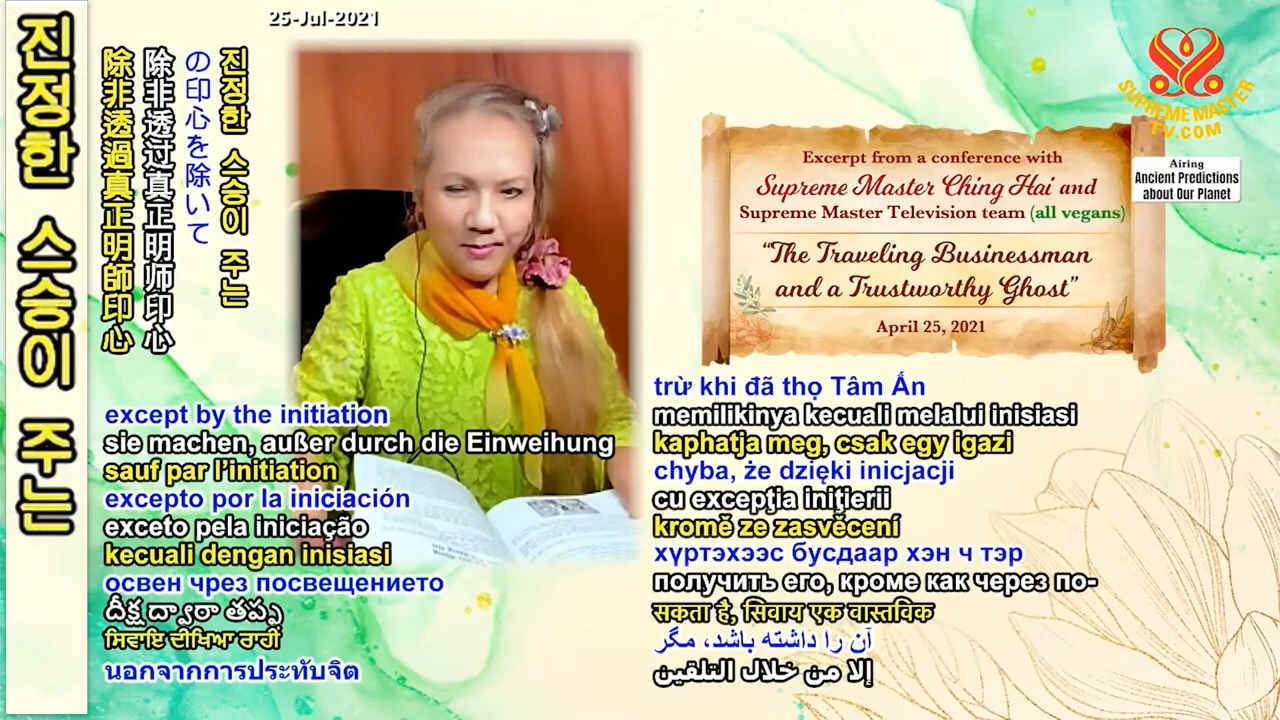 25-Jul-2021
진정한 스승이 주는
진정한 스승이 주는
の印心を除いて
除非透过真正明师印心
除非透過真正明師印心
SUPREME MASTER
TV.COM
Airing
Ancient Predictions
about Our Planet
Excerpt from a conference with
Supreme Master Ching Hai and
Supreme Master Television team (all vegans)
“The Traveling Businessman
and a Trustworthy Ghost”
April 25, 2021
except by the initiation
sie machen, außer durch die Einweihung
sauf par l’initiation
excepto por la iniciación
exceto pela iniciação
kecuali dengan inisiasi
освен чрез посвещението
దీక్ష ద్వారా తప్ప
ਸਿਵਾਇ ਦੀਖਿਆ ਰਾਹੀਂ
นอกจากการประทับจิต
trừ khi đã thọ Tâm Ấn
memilikinya kecuali melalui inisiasi
kaphatja meg, csak egy igazi
chyba, że dzięki inicjacji
cu excepţia iniţierii
kromě ze zasvěcení
хүртэхээс бусдаар хэн ч тэр
получить его, кроме как через по-
सकता है, सिवाय एक वास्तविक
آن را داشته باشد، مگر
إلا من خلال التلقين